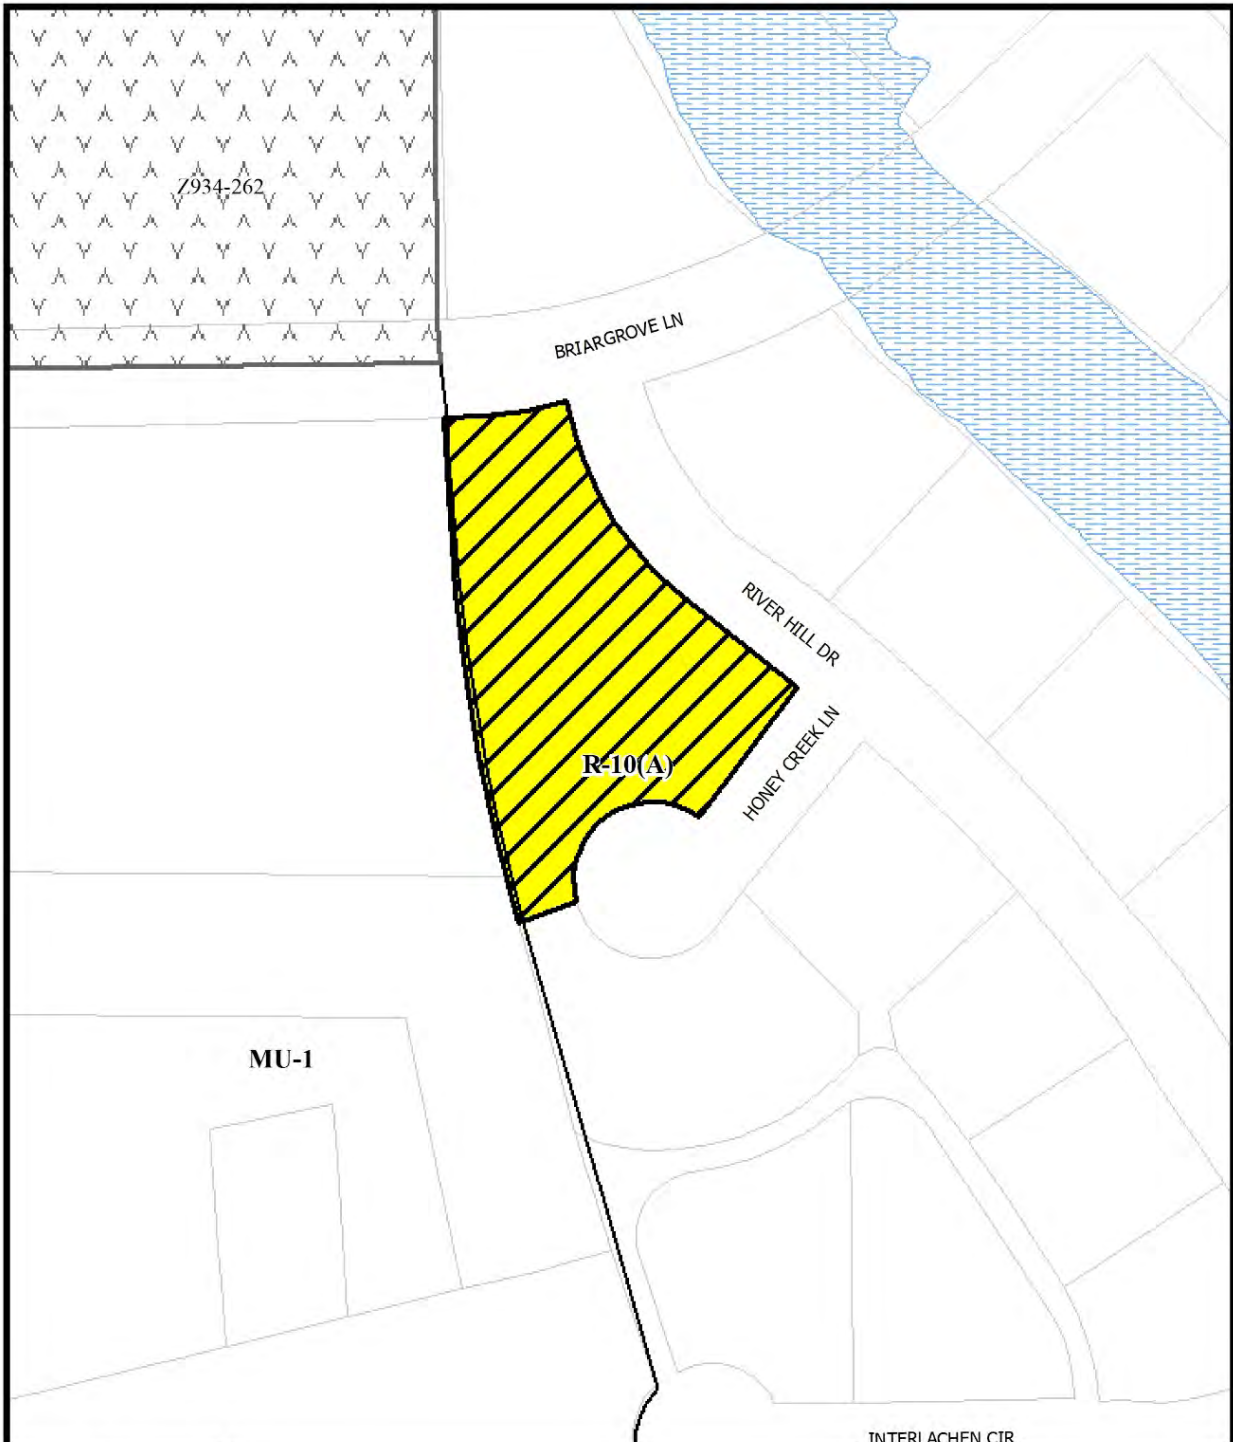 Z934-262
BRIARGROVE LN
RIVER HILL DR
HONEY CREEK LN
R-10(A)
MU-1
INTERLACHEN CIR